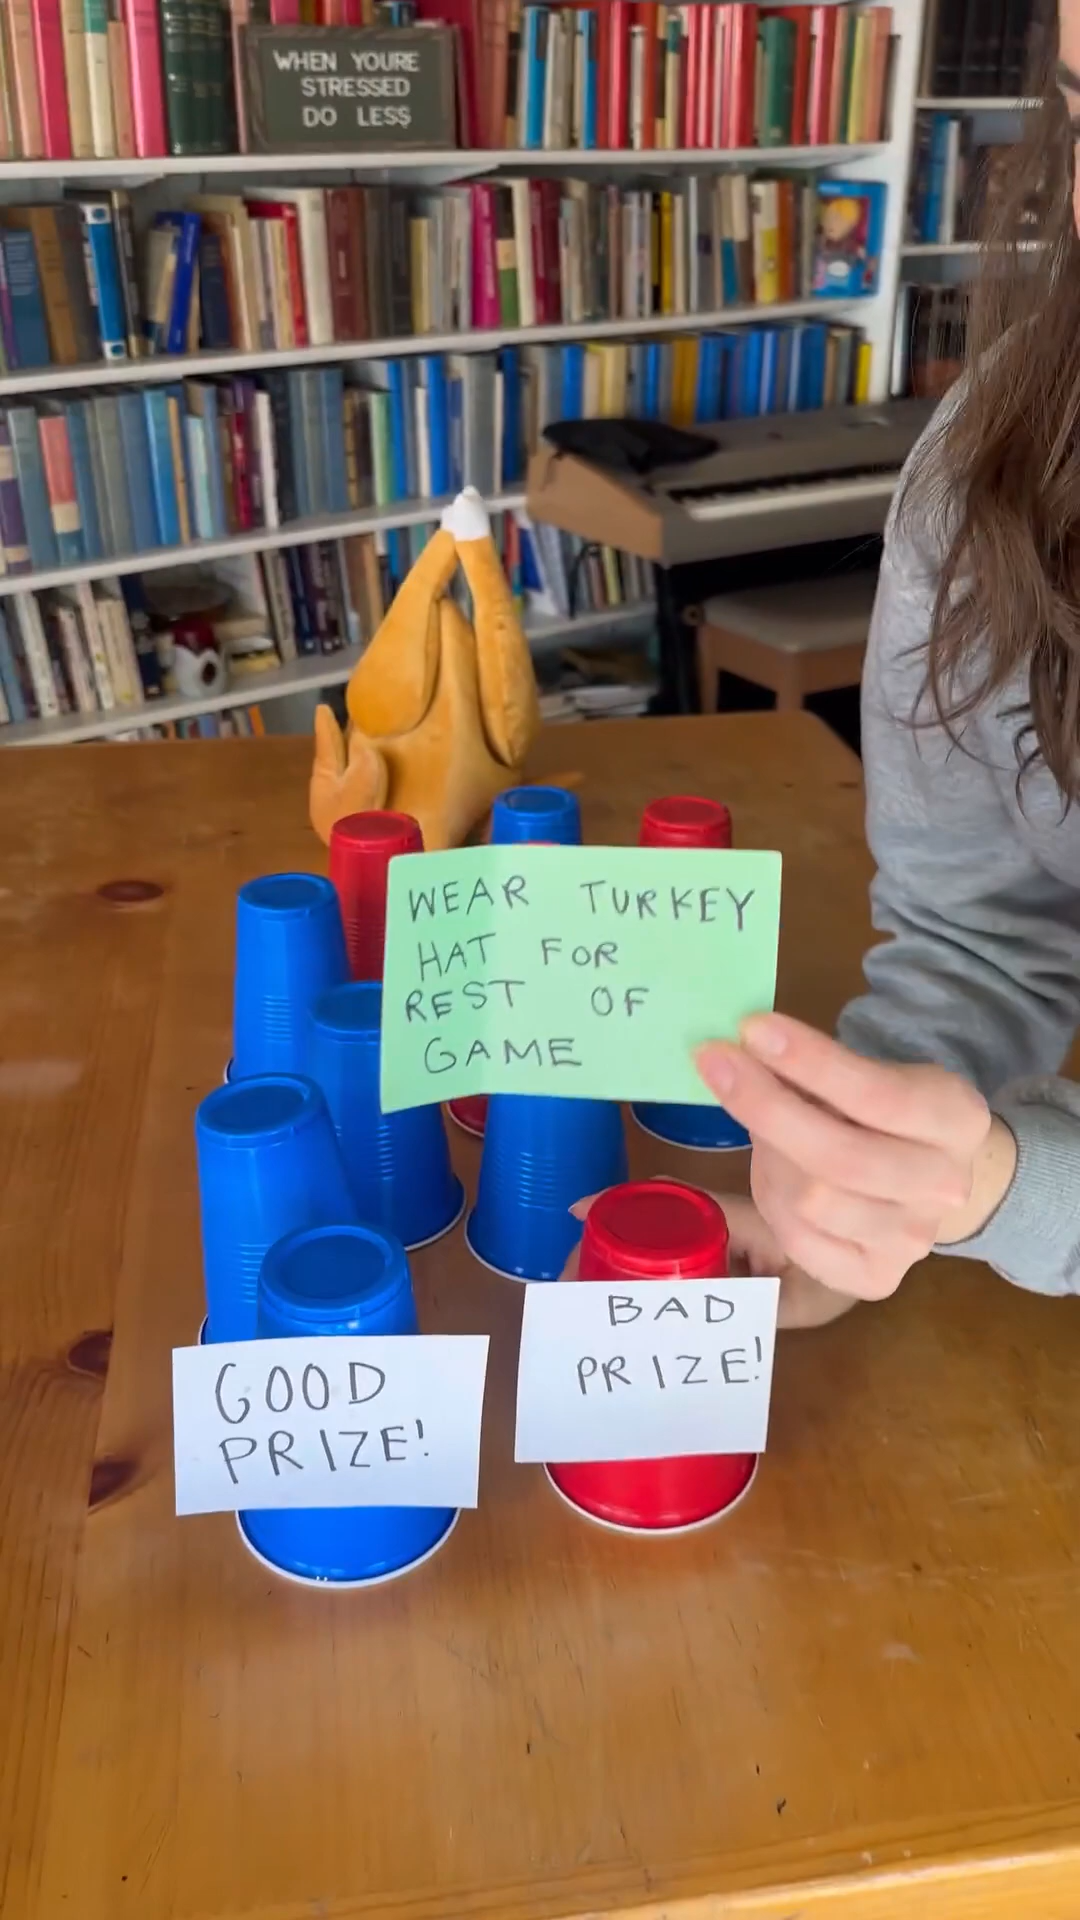 WHEN YOURE
STRESSED
DO LESS
WEAR TURKEY
HAT FOR
REST OF
GAME
BAD
PRIZE!
GOOD
PRIZE!